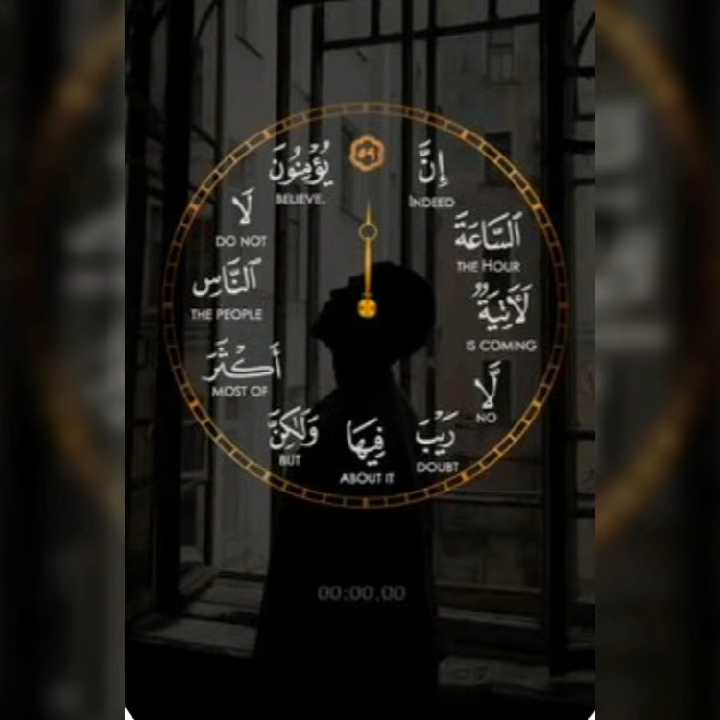 ٥٩
إِنَّ
INDEED
ٱلسَّاعَةَ
THE HOUR
لَـَٔاتِيَةٌ
IS COMING
لَّا
NO
رَيْبَ
DOUBT
فِيهَا
ABOUT IT
وَلَٰكِنَّ
BUT
أَكْثَرَ
MOST OF
ٱلنَّاسِ
THE PEOPLE
لَا
DO NOT
يُؤْمِنُونَ
BELIEVE.
00:00.00